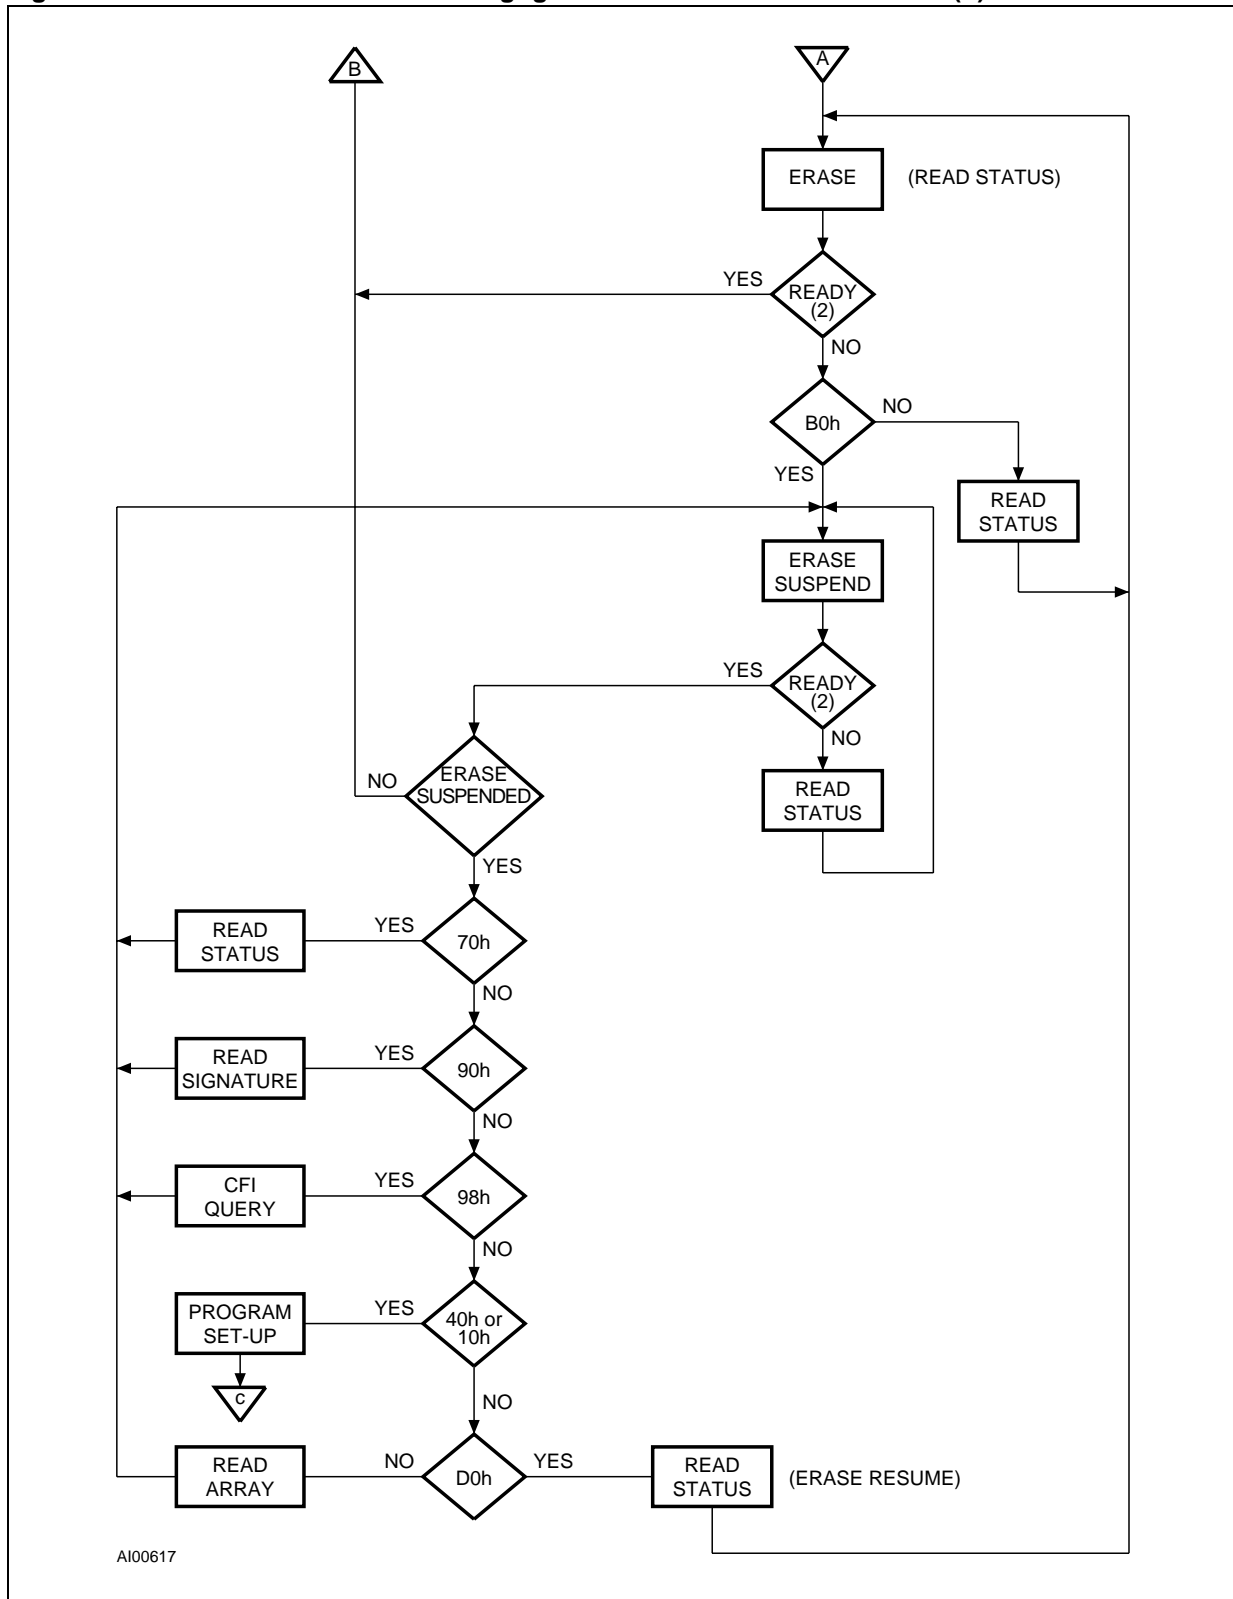 B
A
ERASE
(READ STATUS)
YES
READY
(2)
NO
B0h
NO
YES
READ
STATUS
ERASE
SUSPEND
YES
READY
(2)
NO
ERASE
SUSPENDED
NO
READ
STATUS
YES
READ
STATUS
YES
70h
NO
READ
SIGNATURE
YES
90h
NO
CFI
QUERY
YES
98h
NO
PROGRAM
SET-UP
YES
40h or
10h
c
NO
READ
ARRAY
NO
D0h
YES
READ
STATUS
(ERASE RESUME)
AI00617